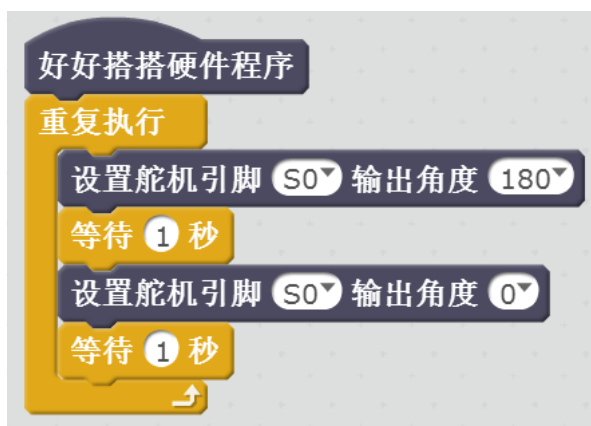 好好搭搭硬件程序
重复执行
设置舵机引脚 S0 输出角度 180
等待 1 秒
设置舵机引脚 S0 输出角度 0
等待 1 秒